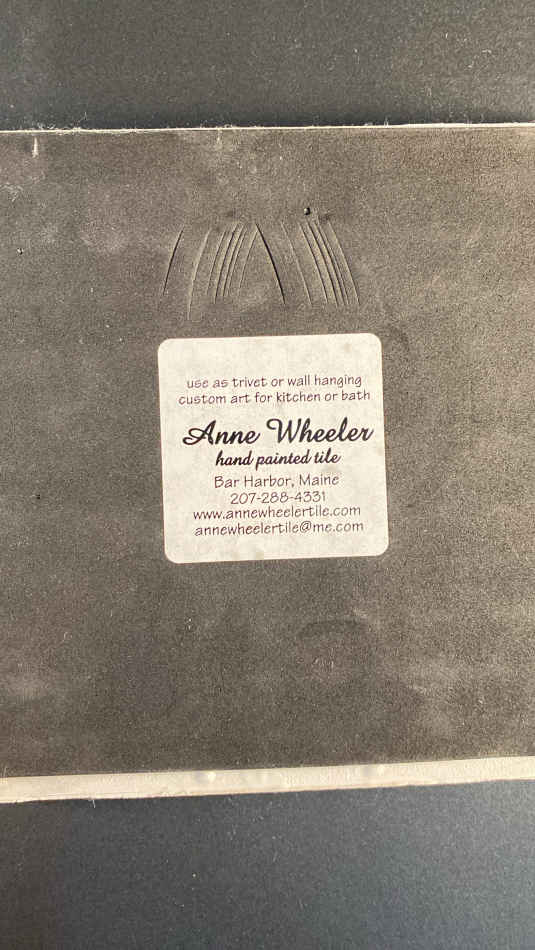 use as trivet or wall hanging
custom art for kitchen or bath
Anne Wheeler
hand painted tile
Bar Harbor, Maine
207-288-4331
www.annewheelertile.com
annewheelertile@me.com